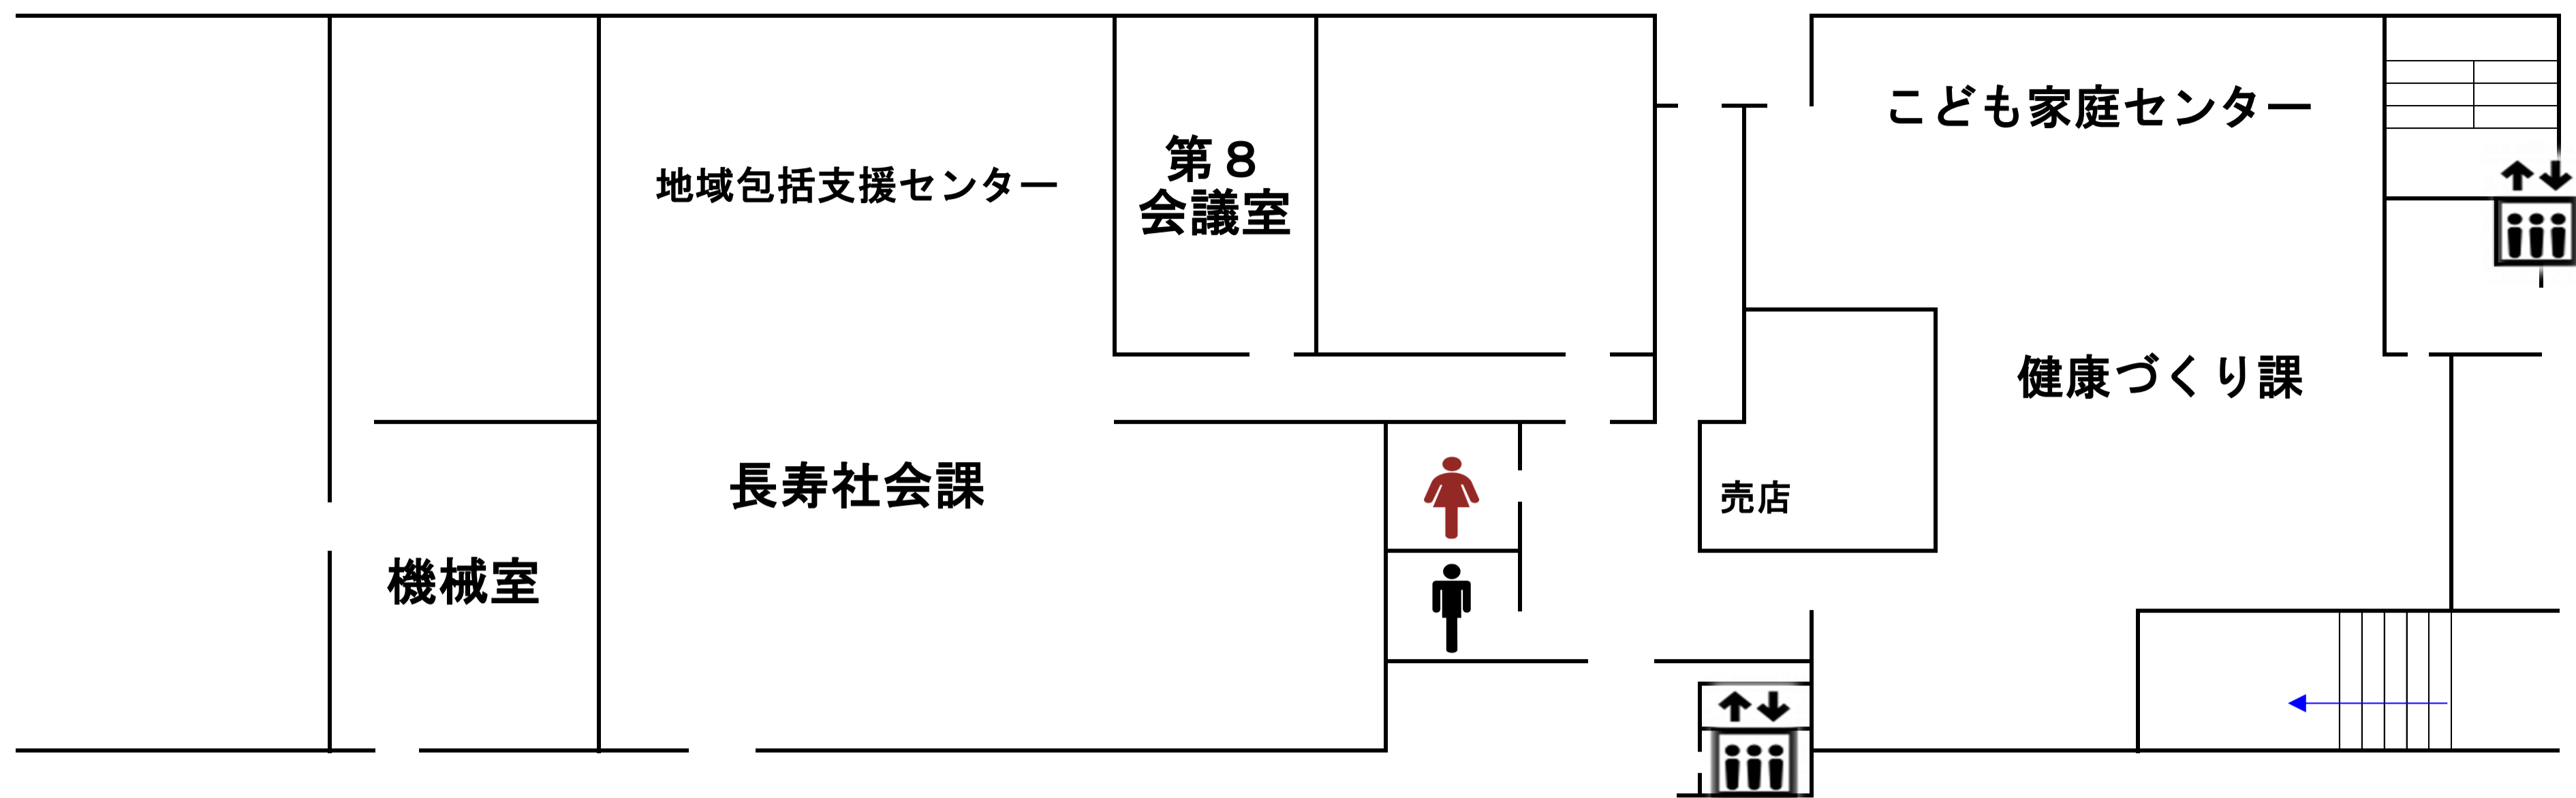 こども家庭センター
第８
会議室
地域包括支援センター
健康づくり課
長寿社会課
売店
機械室